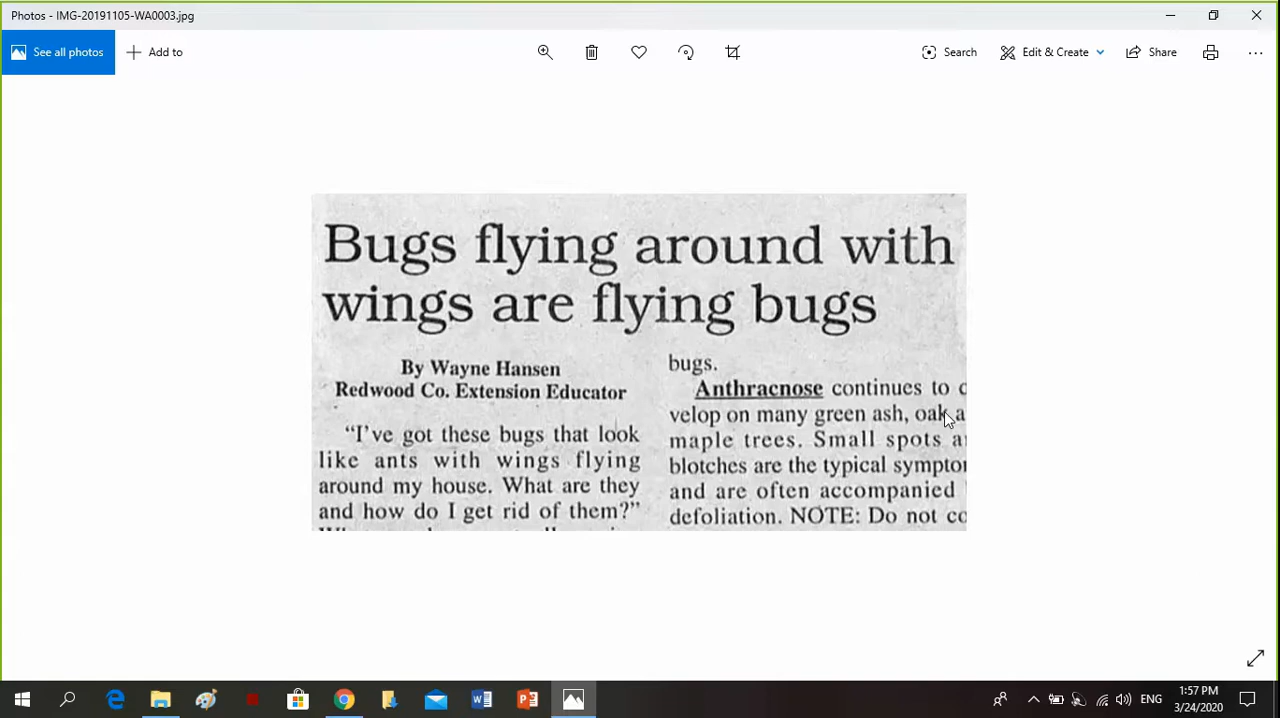 Photos - IMG-20191105-WA0003.jpg
See all photos
Add to
Search
Edit & Create
Share
Bugs flying around with
wings are flying bugs
By Wayne Hansen
Redwood Co. Extension Educator
"I've got these bugs that look
like ants with wings flying
around my house. What are they
and how do I get rid of them?"
bugs.
Anthracnose continues to
velop on many green ash, oak
maple trees. Small spots
blotches are the typical
and are often accompanied
defoliation. NOTE: Do not
ENG
1:57 PM
3/24/2020